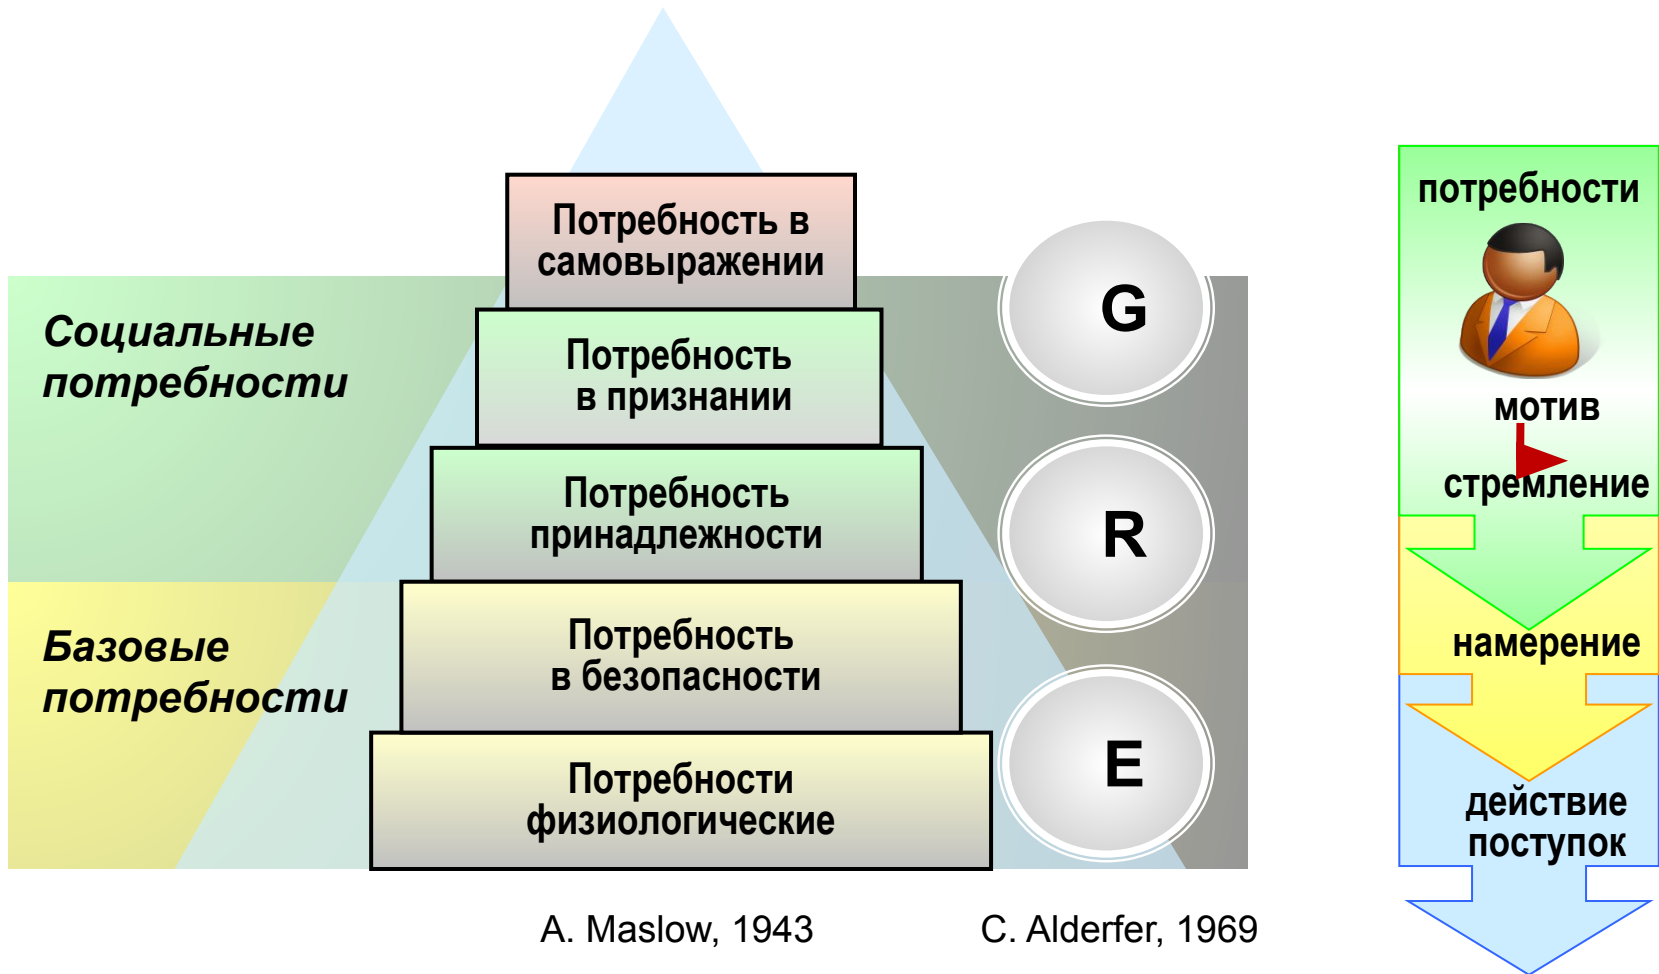 Потребность в
самовыражении
Социальные
потребности
Потребность
в признании
Потребность
принадлежности
Базовые
потребности
Потребность
в безопасности
Потребности
физиологические
G
R
E
A. Maslow, 1943
C. Alderfer, 1969
потребности
мотив
стремление
намерение
действие
поступок